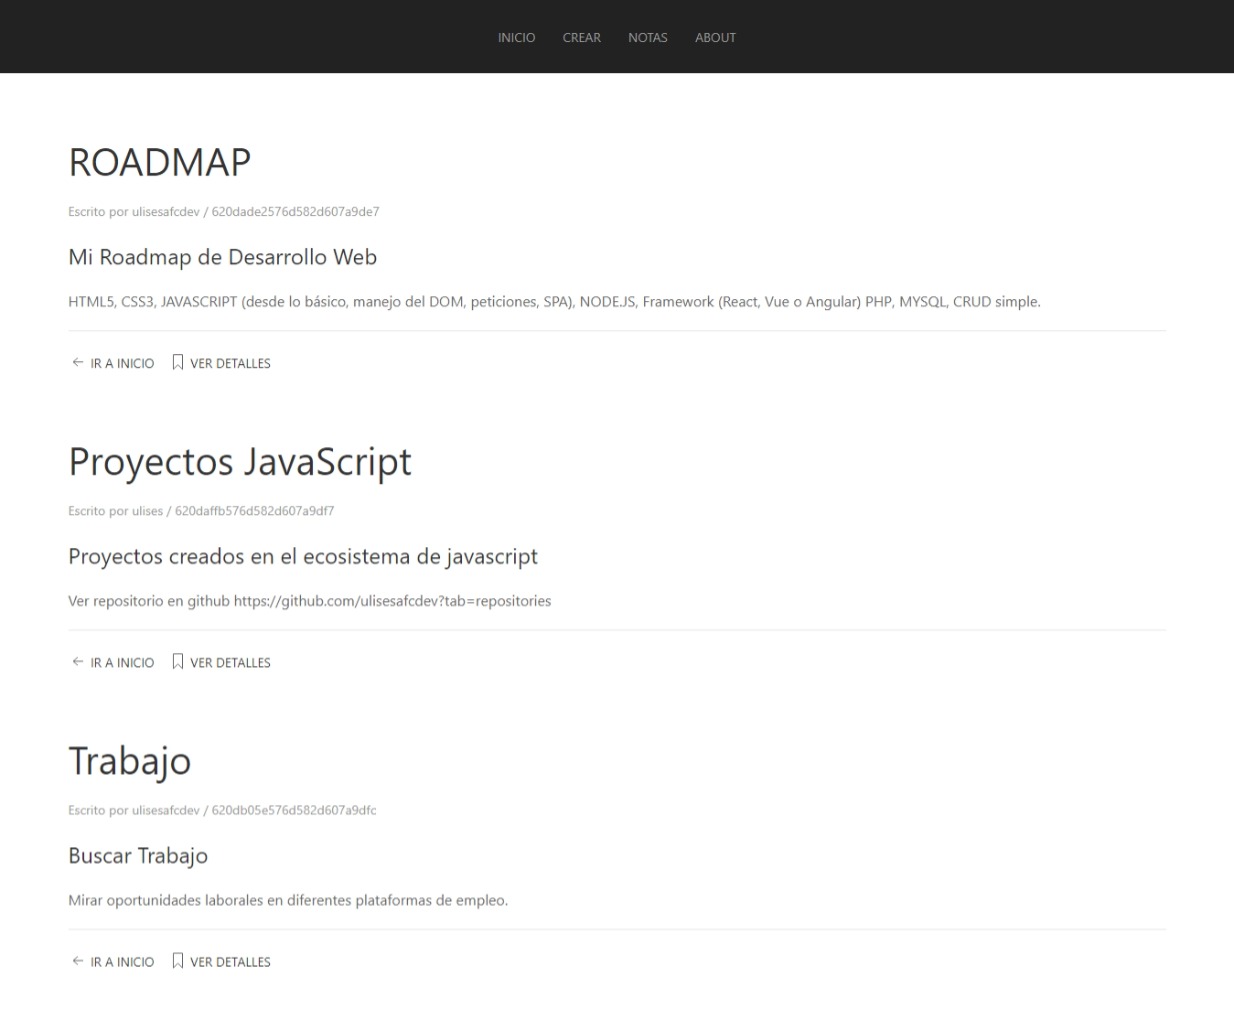 INICIO CREAR NOTAS ABOUT
ROADMAP
Escrito por ulisesafcdev / 620dade2576d582d607a9de7
Mi Roadmap de Desarrollo Web
HTML5, CSS3, JAVASCRIPT (desde lo básico, manejo del DOM, peticiones, SPA), NODE.JS, Framework (React, Vue o Angular) PHP, MYSQL, CRUD simple.
IR A INICIO VER DETALLES
Proyectos JavaScript
Escrito por ulises / 620daffb576d582d607a9df7
Proyectos creados en el ecosistema de javascript
Ver repositorio en github https://github.com/ulisesafcdev?tab=repositories
IR A INICIO VER DETALLES
Trabajo
Escrito por ulisesafcdev / 620db05e576d582d607a9dfc
Buscar Trabajo
Mirar oportunidades laborales en diferentes plataformas de empleo.
IR A INICIO VER DETALLES